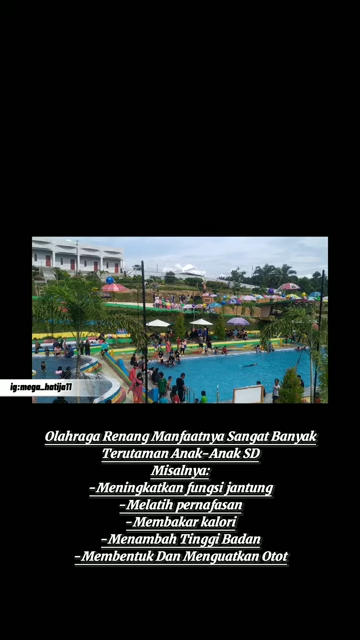 ig:mega_hatija11
Olahraga Renang Manfaatnya Sangat Banyak
Terutaman Anak-Anak SD
Misalnya:
-Meningkatkan fungsi jantung
-Melatih pernafasan
-Membakar kalori
-Menambah Tinggi Badan
-Membentuk Dan Menguatkan Otot